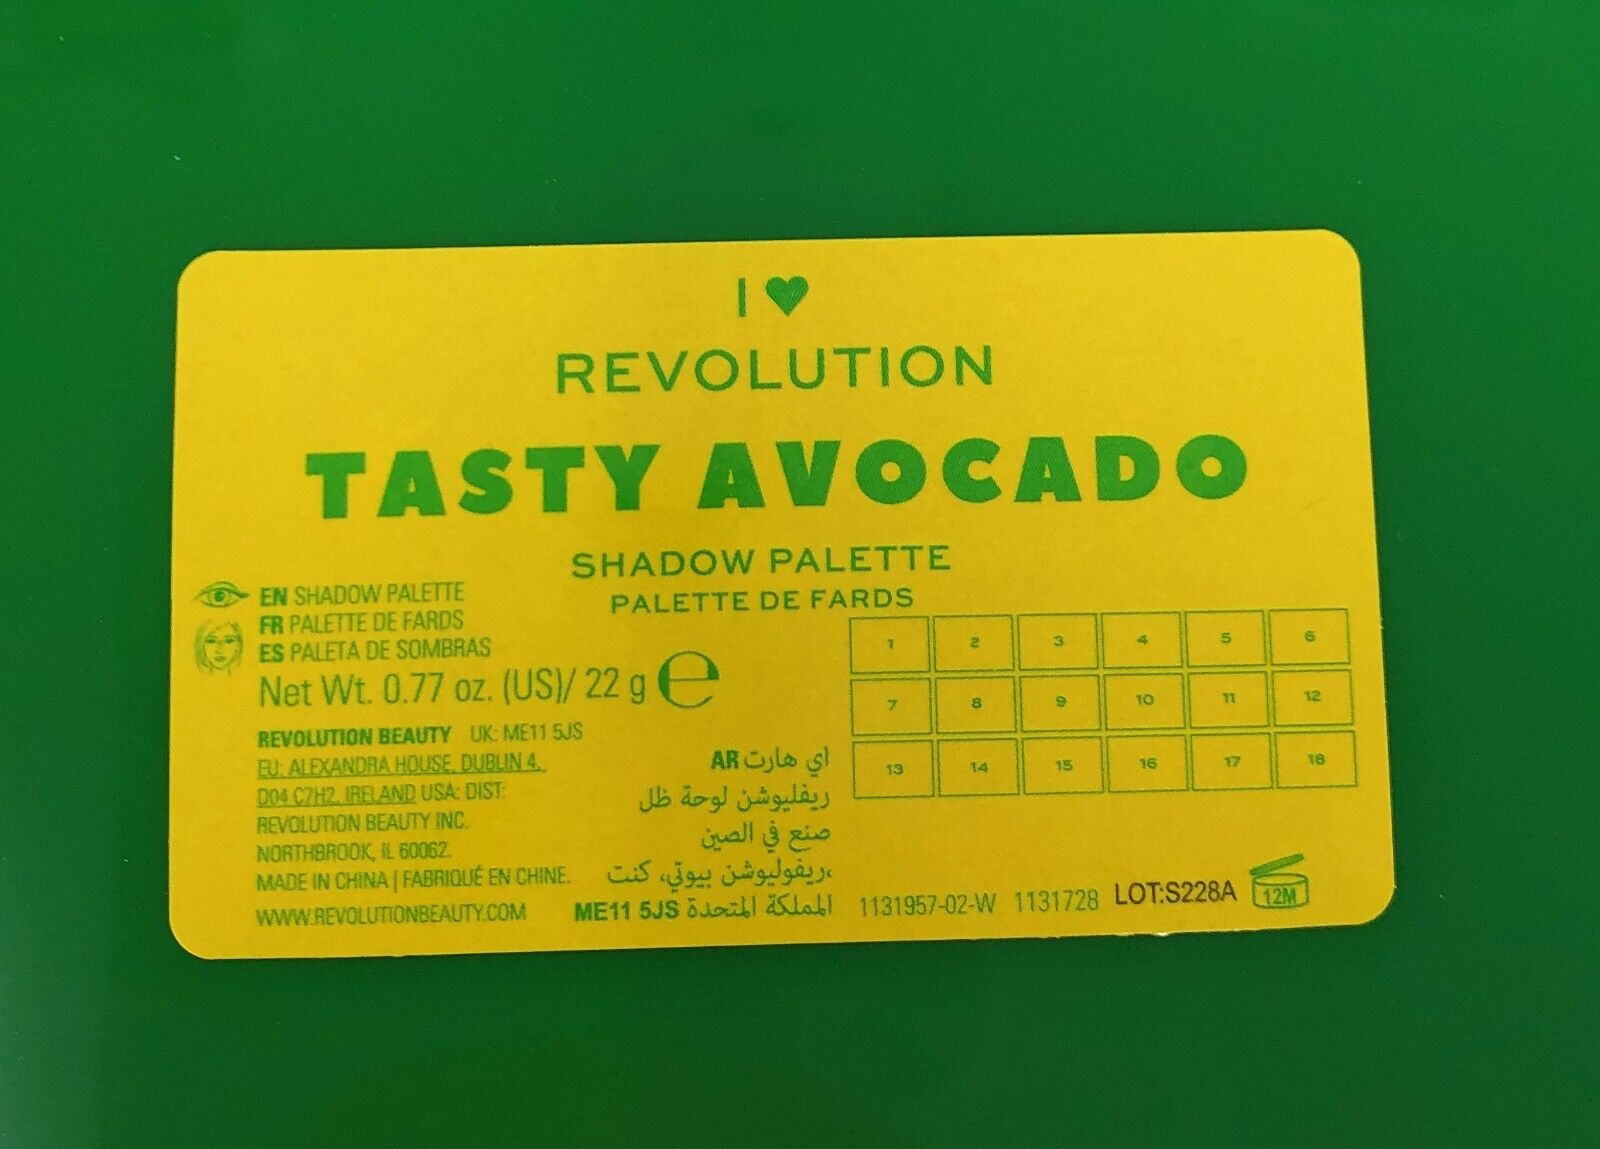 I ♥
REVOLUTION
TASTY AVOCADO
SHADOW PALETTE
PALETTE DE FARDS
EN SHADOW PALETTE
FR PALETTE DE FARDS
ES PALETA DE SOMBRAS
Net Wt. 0.77 oz. (US)/ 22 g ℮
REVOLUTION BEAUTY UK: ME11 5JS
EU: ALEXANDRA HOUSE, DUBLIN 4,
D04 C7H2, IRELAND USA: DIST:
REVOLUTION BEAUTY INC.
NORTHBROOK, IL 60062.
MADE IN CHINA | FABRIQUÉ EN CHINE.
WWW.REVOLUTIONBEAUTY.COM
AR اي هارت
ريفليوشن لوحة ظل
صنع في الصين
،ريفوليوشن بيوتي، كنت
المملكة المتحدة ME11 5JS
1 2 3 4 5 6
7 8 9 10 11 12
13 14 15 16 17 18
1131957-02-W 1131728 LOT:S228A 12M